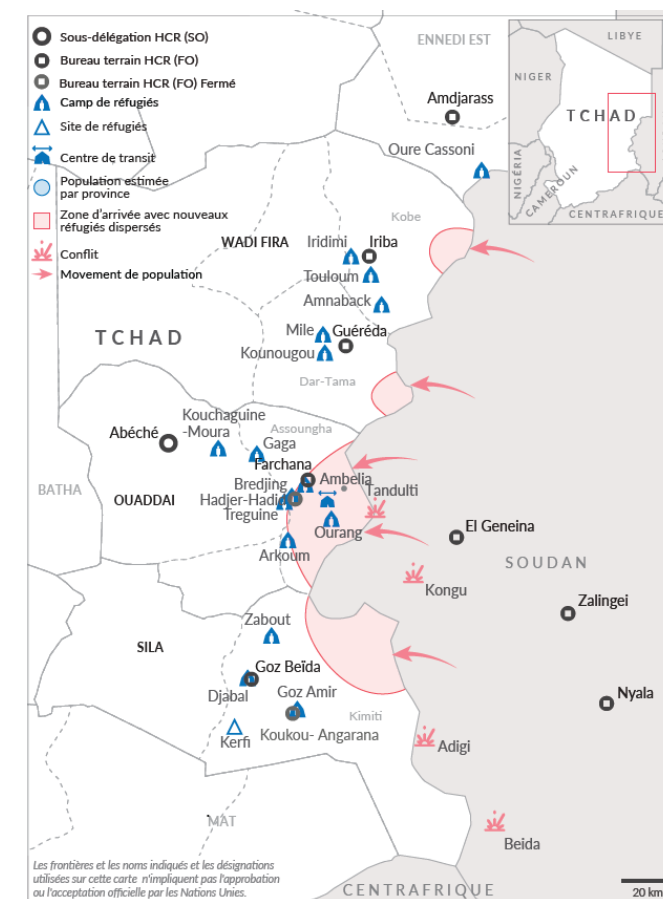 Sous-délégation HCR (SO)
Bureau terrain HCR (FO)
Bureau terrain HCR (FO) Fermé
Camp de réfugiés
Site de réfugiés
Centre de transit
Population estimée
par province
Zone d'arrivée avec nouveaux
réfugiés dispersés
Conflit
Movement de population
ENNEDI EST
LIBYE
NIGER
TCHAD
NIGÉRIA
CAMEROUN
CENTRAFRIQUE
Amdjarass
Oure Cassoni
Kobe
WADI FIRA
Iridimi
Iriba
Touloum
Amnaback
TCHAD
Mile
Guéréda
Kounougou
Dar-Tama
Kouchaguine
-Moura
Abéché
Assoungha
Gaga
Farchana
BATHA
OUADDAI
Bredjing
Ambelia
Hadjer-Hadid
Tandulti
Treguine
Ourang
Arkoum
El Geneina
SOUDAN
Kongu
Zalingei
Zabout
SILA
Goz Beïda
Djabal
Goz Amir
Kimiti
Nyala
Kerfi
Koukou- Angarana
Adigi
MAT
Beida
Les frontières et les noms indiqués et les désignations
utilisées sur cette carte n'impliquent pas l'approbation
ou l'acceptation officielle par les Nations Unies.
CENTRAFRIQUE
20 km